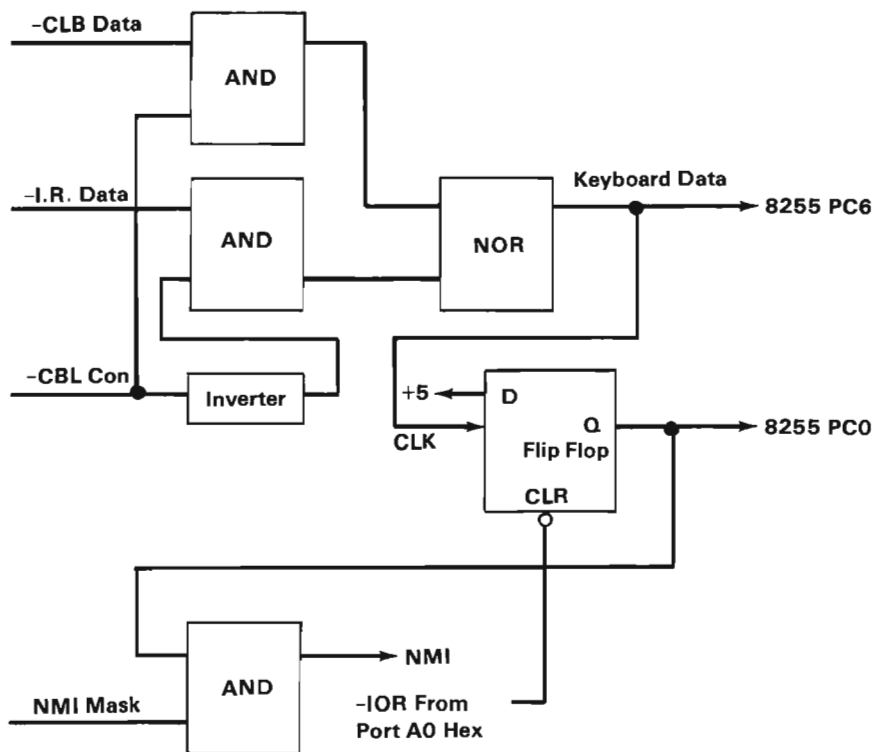 -CLB Data
AND
-I.R. Data
AND
Keyboard Data
8255 PC6
NOR
-CBL Con
Inverter
+5
D
Q
8255 PC0
CLK
Flip Flop
CLR
NMI
AND
NMI Mask
-IOR From
Port A0 Hex